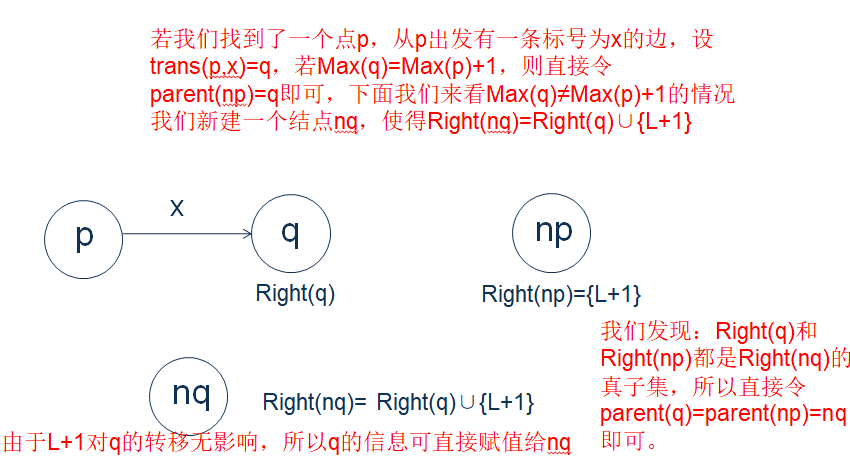 若我们找到了一个点p，从p出发有一条标号为x的边，设
trans(p,x)=q，若Max(q)=Max(p)+1，则直接令
parent(np)=q即可，下面我们来看Max(q)≠Max(p)+1的情况
我们新建一个结点nq，使得Right(nq)=Right(q)∪{L+1}
x
p
q
np
Right(q)
Right(np)={L+1}
我们发现：Right(q)和
Right(np)都是Right(nq)的
真子集，所以直接令
parent(q)=parent(np)=nq
即可。
nq
Right(nq)= Right(q)∪{L+1}
由于L+1对q的转移无影响，所以q的信息可直接赋值给nq